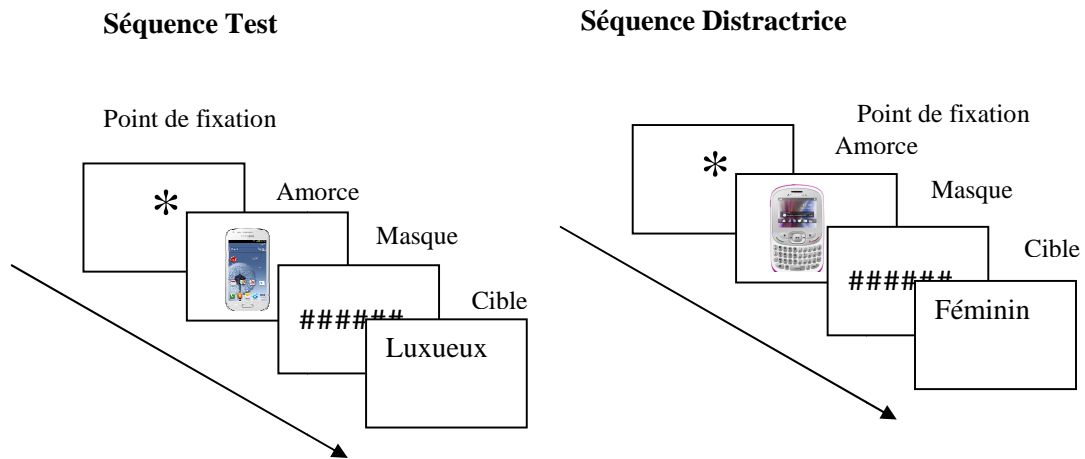 Séquence Test
Point de fixation
*
Amorce
Masque
######
Cible
Luxueux
Séquence Distractrice
Point de fixation
*
Amorce
Masque
######
Cible
Féminin